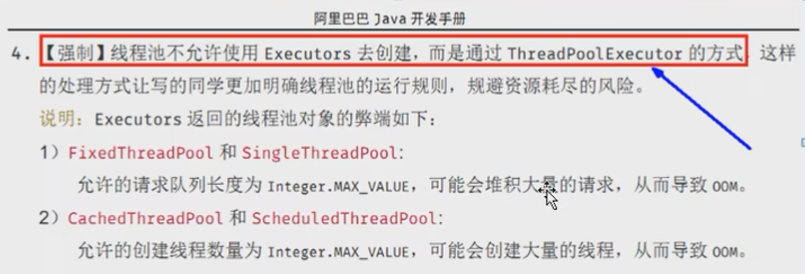 阿里巴巴 Java 开发手册
4. 【强制】线程池不允许使用 Executors 去创建，而是通过 ThreadPoolExecutor 的方式，这样
的处理方式让写的同学更加明确线程池的运行规则，规避资源耗尽的风险。
说明：Executors 返回的线程池对象的弊端如下：
1）FixedThreadPool 和 SingleThreadPool:
允许的请求队列长度为 Integer.MAX_VALUE，可能会堆积大量的请求，从而导致 OOM。
2）CachedThreadPool 和 ScheduledThreadPool:
允许的创建线程数量为 Integer.MAX_VALUE，可能会创建大量的线程，从而导致 OOM。